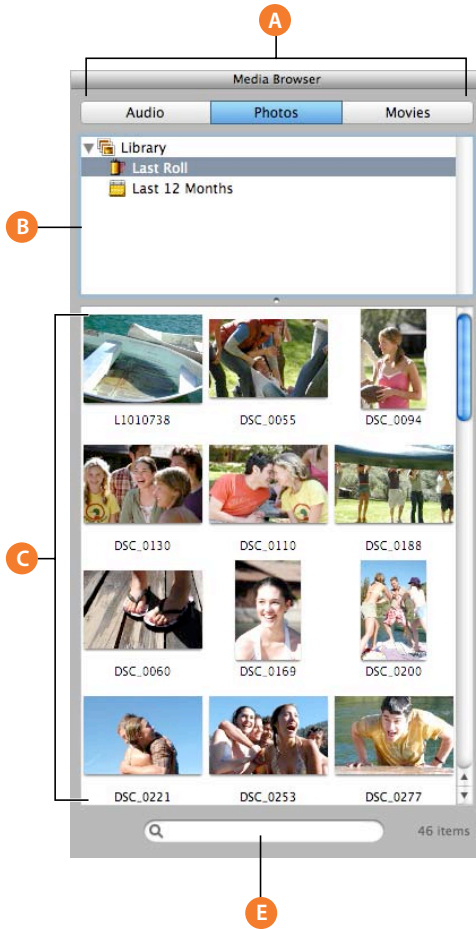 A
Media Browser
Audio Photos Movies
Library
Last Roll
Last 12 Months
B
L1010738 DSC_0055 DSC_0094
DSC_0130 DSC_0110 DSC_0188
C
DSC_0060 DSC_0169 DSC_0200
DSC_0221 DSC_0253 DSC_0277
46 items
E